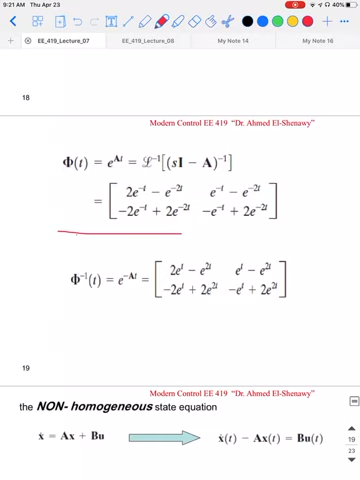 9:21 AM Thu Apr 23
40%
EE_419_Lecture_07
EE_419_Lecture_08
My Note 14
My Note 16
18
Modern Control EE 419 "Dr. Ahmed El-Shenawy"
Φ(t) = e^{At} = ℒ⁻¹[(sI − A)⁻¹]
= [ 2e^{−t} − e^{−2t}    e^{−t} − e^{−2t}
−2e^{−t} + 2e^{−2t}    −e^{−t} + 2e^{−2t} ]
Φ⁻¹(t) = e^{−At} = [ 2e^{t} − e^{2t}    e^{t} − e^{2t}
−2e^{t} + 2e^{2t}    −e^{t} + 2e^{2t} ]
19
Modern Control EE 419 "Dr. Ahmed El-Shenawy"
the NON- homogeneous state equation
ẋ = Ax + Bu    ẋ(t) − Ax(t) = Bu(t)
19
23